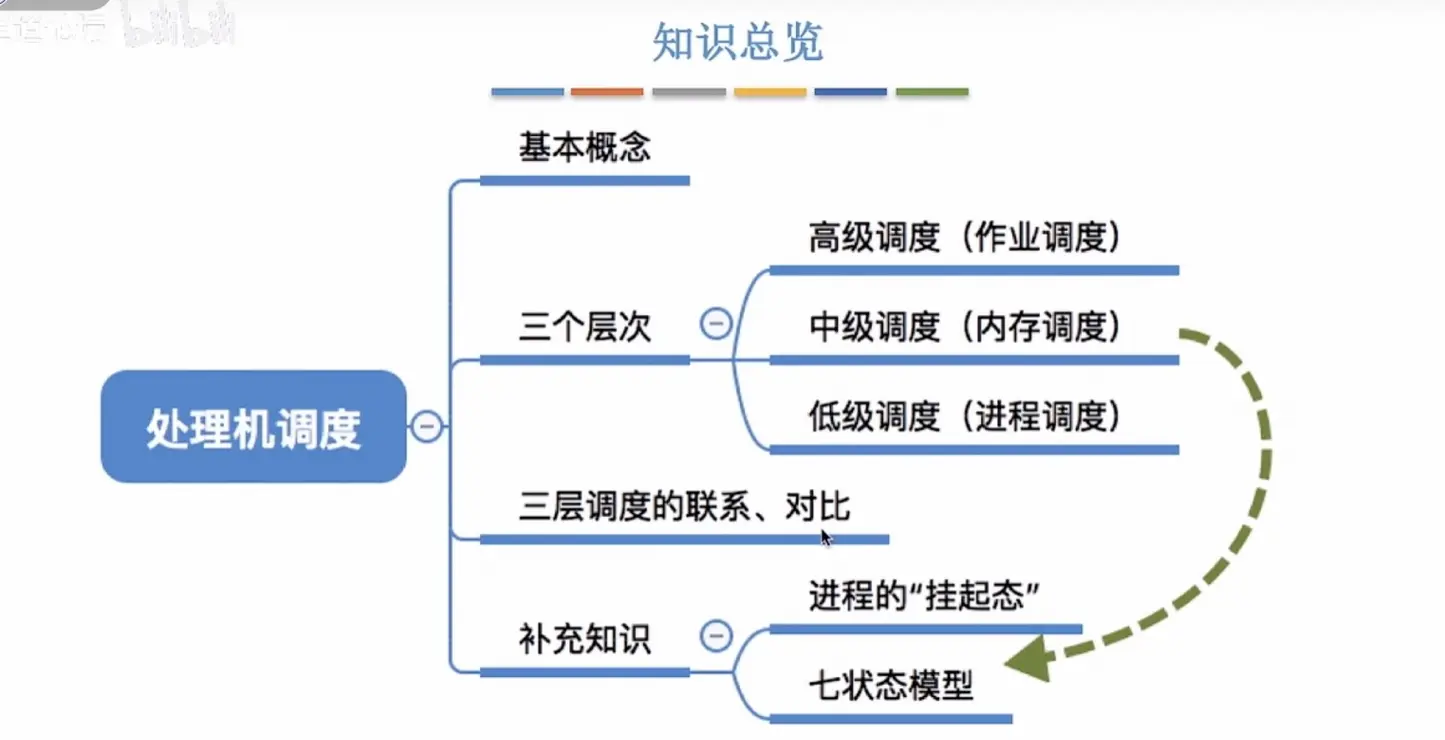 知识总览
基本概念
高级调度（作业调度）
三个层次
中级调度（内存调度）
低级调度（进程调度）
处理机调度
三层调度的联系、对比
进程的“挂起态”
补充知识
七状态模型